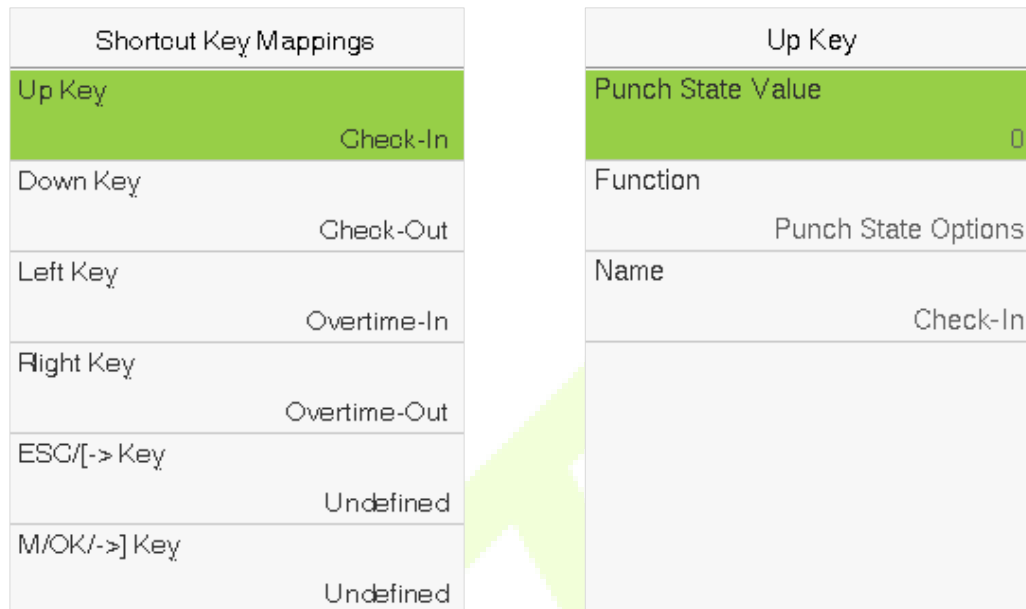 Shortcut Key Mappings
Up Key
Check-In
Down Key
Check-Out
Left Key
Overtime-In
Right Key
Overtime-Out
ESC/[-> Key
Undefined
M/OK/->] Key
Undefined
Up Key
Punch State Value
0
Function
Punch State Options
Name
Check-In